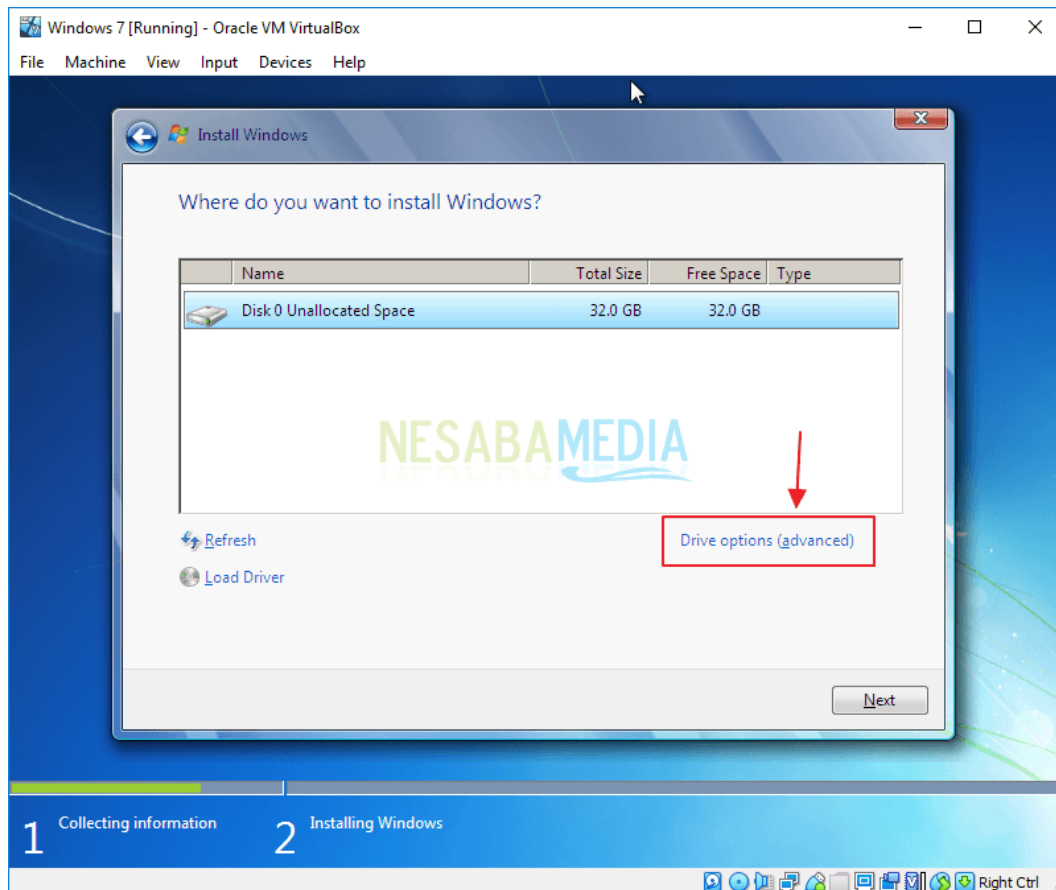 Windows 7 [Running] - Oracle VM VirtualBox
File Machine View Input Devices Help
Install Windows
Where do you want to install Windows?
Name Total Size Free Space Type
Disk 0 Unallocated Space 32.0 GB 32.0 GB
NESABAMEDIA
Refresh Drive options (advanced)
Load Driver
Next
1 Collecting information 2 Installing Windows
Right Ctrl